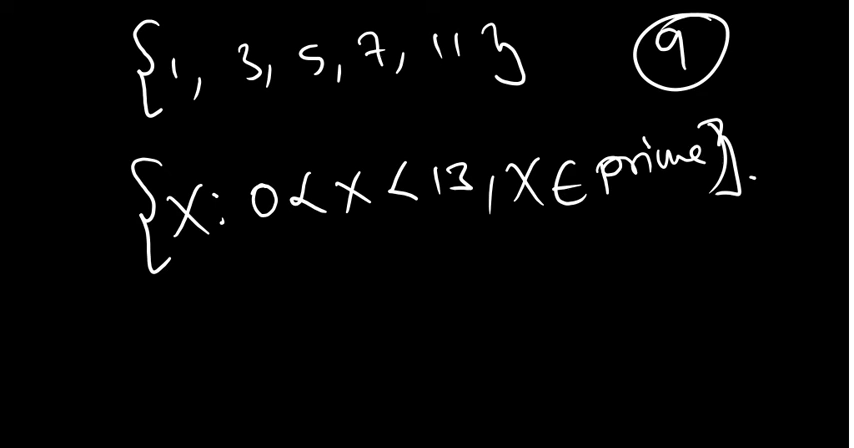 {1, 3, 5, 7, 11} 9
{X: 0 < X < 13, X ∈ prime}.